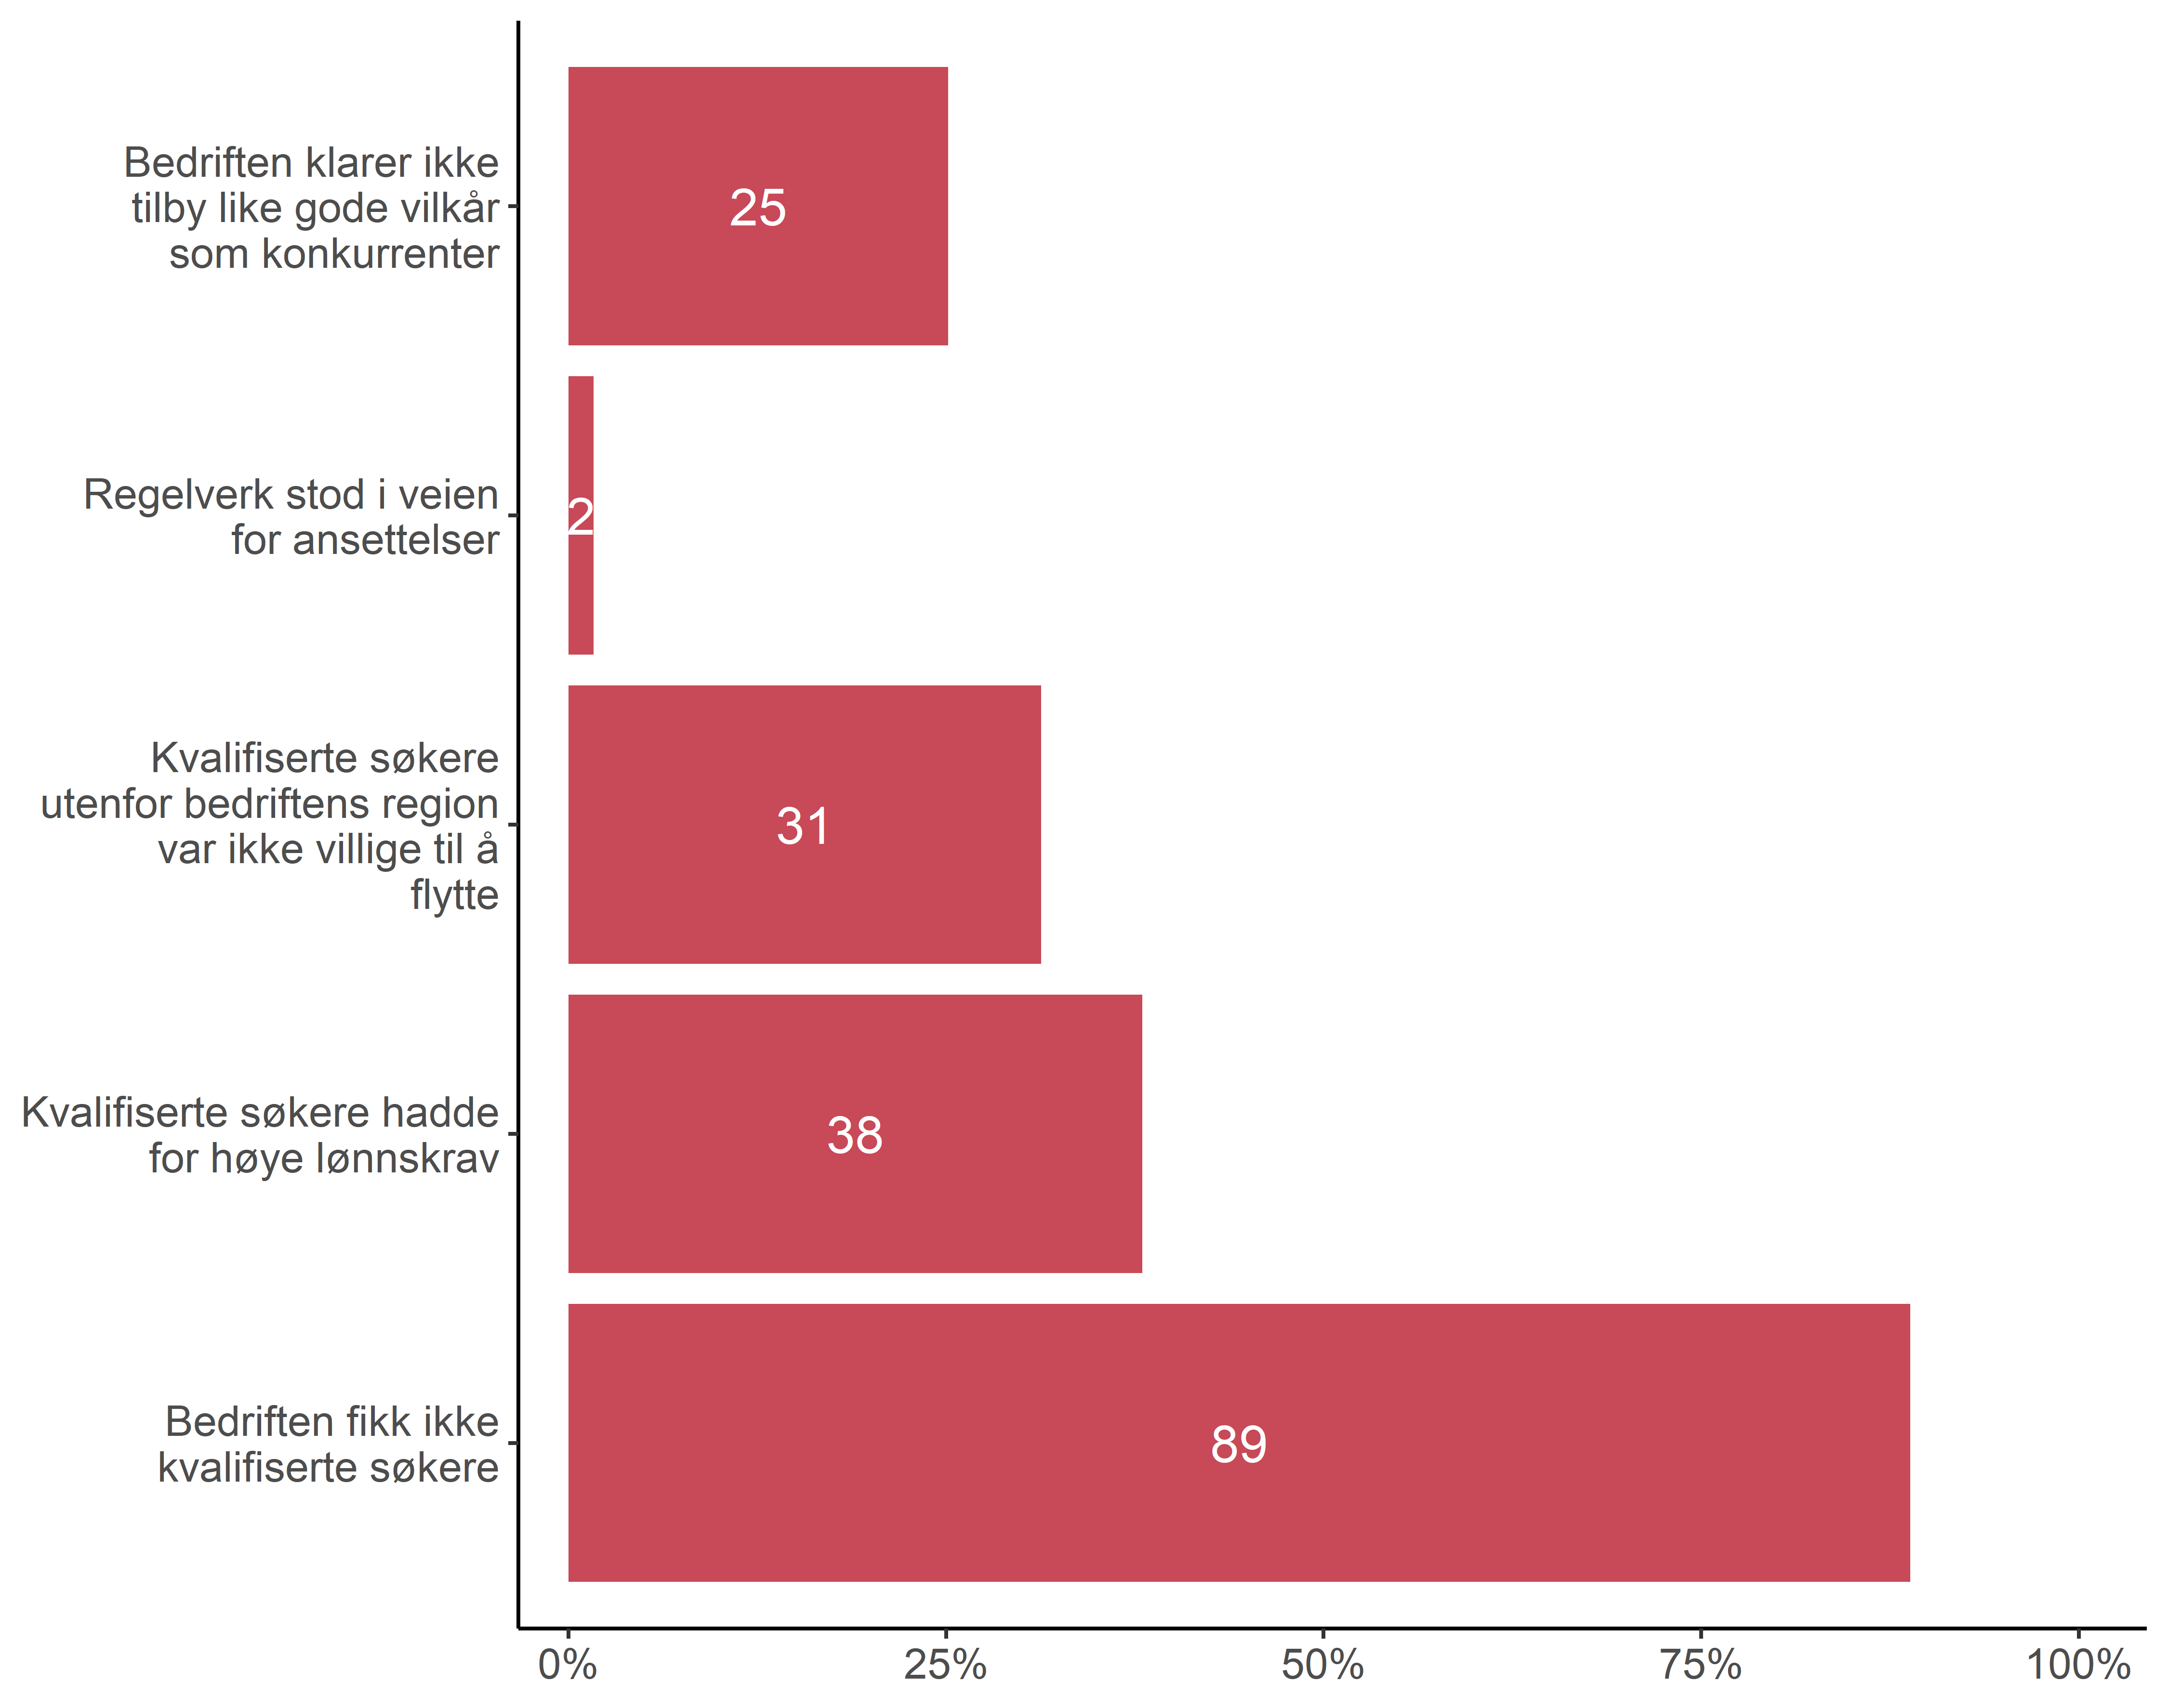 Bedriften klarer ikke
tilby like gode vilkår
som konkurrenter
25
Regelverk stod i veien
for ansettelser
2
Kvalifiserte søkere
utenfor bedriftens region
var ikke villige til å
flytte
31
Kvalifiserte søkere hadde
for høye lønnskrav
38
Bedriften fikk ikke
kvalifiserte søkere
89
0% 25% 50% 75% 100%